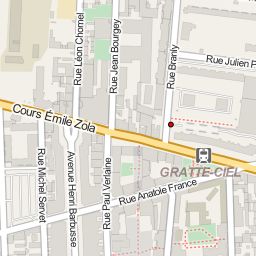 Rue Léon Chomel
Rue Jean Bourgey
Rue Branly
Rue Julien
Cours Émile Zola
GRATTE-CIEL
Rue Michel Servet
Avenue Henri Barbusse
Rue Paul Verlaine
Rue Anatole France